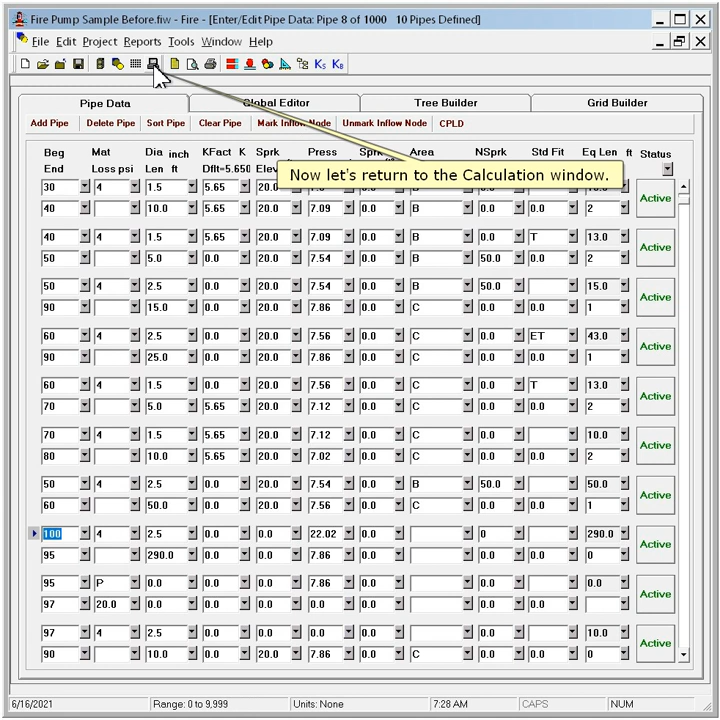 Fire Pump Sample Before.fiw - Fire - [Enter/Edit Pipe Data: Pipe 8 of 1000   10 Pipes Defined]
File Edit Project Reports Tools Window Help
Ks KB
Pipe Data Global Editor Tree Builder Grid Builder
Add Pipe Delete Pipe Sort Pipe Clear Pipe Mark Inflow Node Unmark Inflow Node CPLD
Now let's return to the Calculation window.
Beg Mat Dia inch KFact K Sprk Press Area NSprk Std Fit Eq Len ft Status
End Loss psi Len ft Dflt=5.650
30 4 1.5 5.65 20.0 B Active
40 10.0 5.65 20.0 7.09 0.0 B 0.0 0.0 2
40 4 1.5 5.65 20.0 7.09 0.0 B 0.0 T 13.0 Active
50 5.0 0.0 20.0 7.54 0.0 B 50.0 0.0 2
50 4 2.5 0.0 20.0 7.54 0.0 B 50.0 15.0 Active
90 15.0 0.0 20.0 7.86 0.0 C 0.0 0.0 1
60 4 2.5 0.0 20.0 7.56 0.0 C 0.0 ET 43.0 Active
90 25.0 0.0 20.0 7.86 0.0 C 0.0 0.0 1
60 4 1.5 0.0 20.0 7.56 0.0 C 0.0 T 13.0 Active
70 5.0 5.65 20.0 7.12 0.0 C 0.0 0.0 2
70 4 1.5 5.65 20.0 7.12 0.0 C 0.0 10.0 Active
80 10.0 5.65 20.0 7.02 0.0 C 0.0 0.0 2
50 4 2.5 0.0 20.0 7.54 0.0 B 50.0 50.0 Active
60 50.0 0.0 20.0 7.56 0.0 C 0.0 0.0 1
100 4 2.5 0.0 0.0 22.02 0.0 0 290.0 Active
95 290.0 0.0 0.0 7.86 0.0 0.0 0.0 0
95 P 0.0 0.0 0.0 7.86 0.0 0.0 0.0 Active
97 20.0 0.0 0.0 0.0 0.0 0.0 0.0 0.0
97 4 2.5 0.0 0.0 0.0 0.0 0.0 10.0 Active
90 10.0 0.0 20.0 7.86 0.0 C 0.0 0.0 0
6/16/2021 Range: 0 to 9,999 Units: None 7:28 AM CAPS NUM